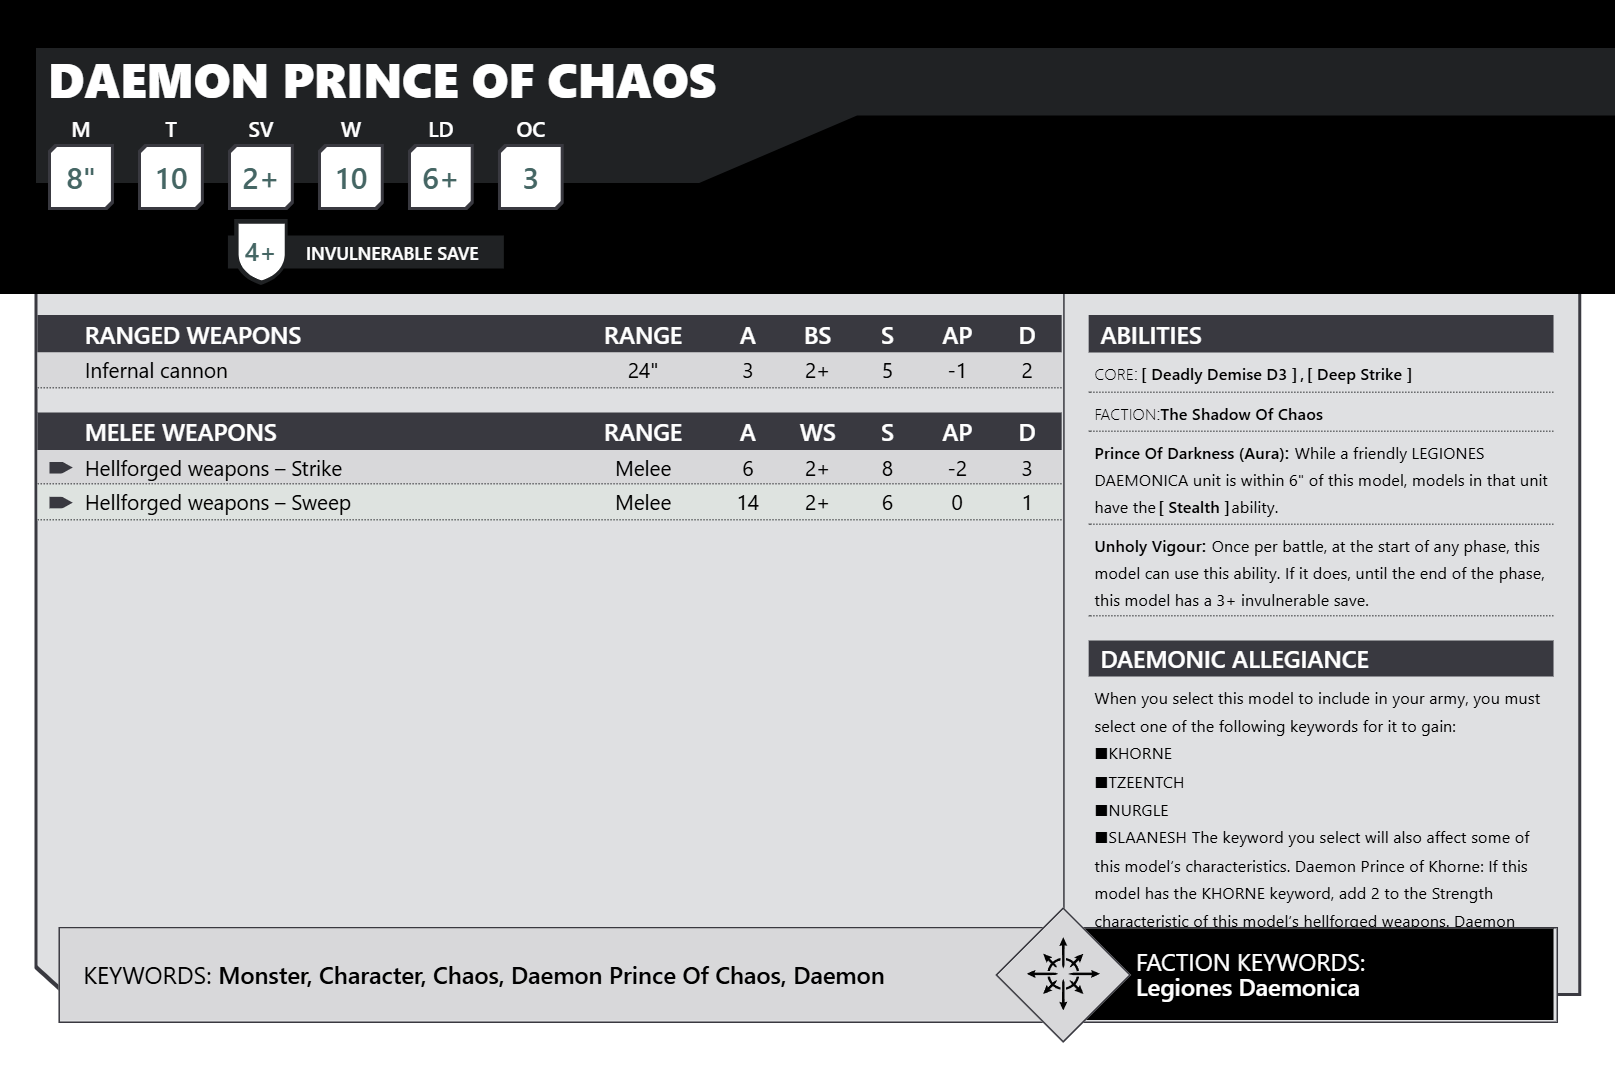 DAEMON PRINCE OF CHAOS
M T SV W LD OC
8" 10 2+ 10 6+ 3
4+ INVULNERABLE SAVE
RANGED WEAPONS RANGE A BS S AP D
Infernal cannon 24" 3 2+ 5 -1 2
MELEE WEAPONS RANGE A WS S AP D
Hellforged weapons – Strike Melee 6 2+ 8 -2 3
Hellforged weapons – Sweep Melee 14 2+ 6 0 1
ABILITIES
CORE: [ Deadly Demise D3 ] , [ Deep Strike ]
FACTION:The Shadow Of Chaos
Prince Of Darkness (Aura): While a friendly LEGIONES
DAEMONICA unit is within 6" of this model, models in that unit
have the [ Stealth ] ability.
Unholy Vigour: Once per battle, at the start of any phase, this
model can use this ability. If it does, until the end of the phase,
this model has a 3+ invulnerable save.
DAEMONIC ALLEGIANCE
When you select this model to include in your army, you must
select one of the following keywords for it to gain:
■KHORNE
■TZEENTCH
■NURGLE
■SLAANESH The keyword you select will also affect some of
this model's characteristics. Daemon Prince of Khorne: If this
model has the KHORNE keyword, add 2 to the Strength
characteristic of this model's hellforged weapons. Daemon
KEYWORDS: Monster, Character, Chaos, Daemon Prince Of Chaos, Daemon
FACTION KEYWORDS:
Legiones Daemonica